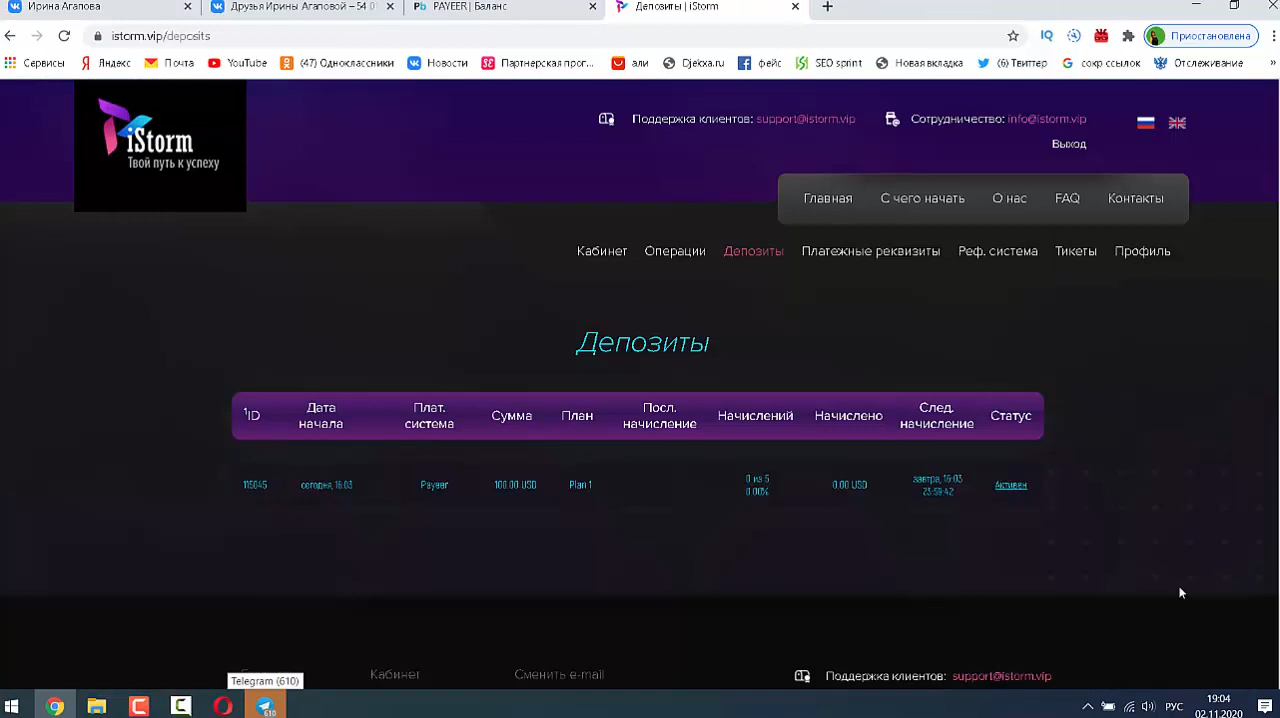 Ирина Агапова
Друзья Ирины Агаповой – 54 0
PAYEER | Баланс
Депозиты | iStorm
istorm.vip/deposits
Приостановлена
Сервисы
Яндекс
Почта
YouTube
(47) Одноклассники
Новости
Партнерская прог...
али
Djekxa.ru
фейс
SEO sprint
Новая вкладка
(6) Твиттер
сокр ссылок
Отслеживание
iStorm
Твой путь к успеху
Поддержка клиентов: support@istorm.vip
Сотрудничество: info@istorm.vip
Выход
Главная
С чего начать
О нас
FAQ
Контакты
Кабинет
Операции
Депозиты
Платежные реквизиты
Реф. система
Тикеты
Профиль
Депозиты
¹ID
Дата
начала
Плат.
система
Сумма
План
Посл.
начисление
Начислений
Начислено
След.
начисление
Статус
115045
сегодня, 16:03
Payeer
100.00 USD
Plan 1
0 из 5
0.00%
0.00 USD
завтра, 16:03
23:59:42
Активен
Кабинет
Сменить e-mail
Поддержка клиентов: support@istorm.vip
Telegram (610)
610
РУС
19:04
02.11.2020